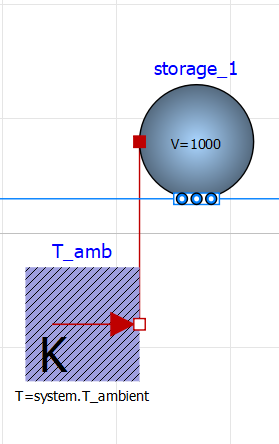 storage_1
V=1000
T_amb
K
T=system.T_ambient